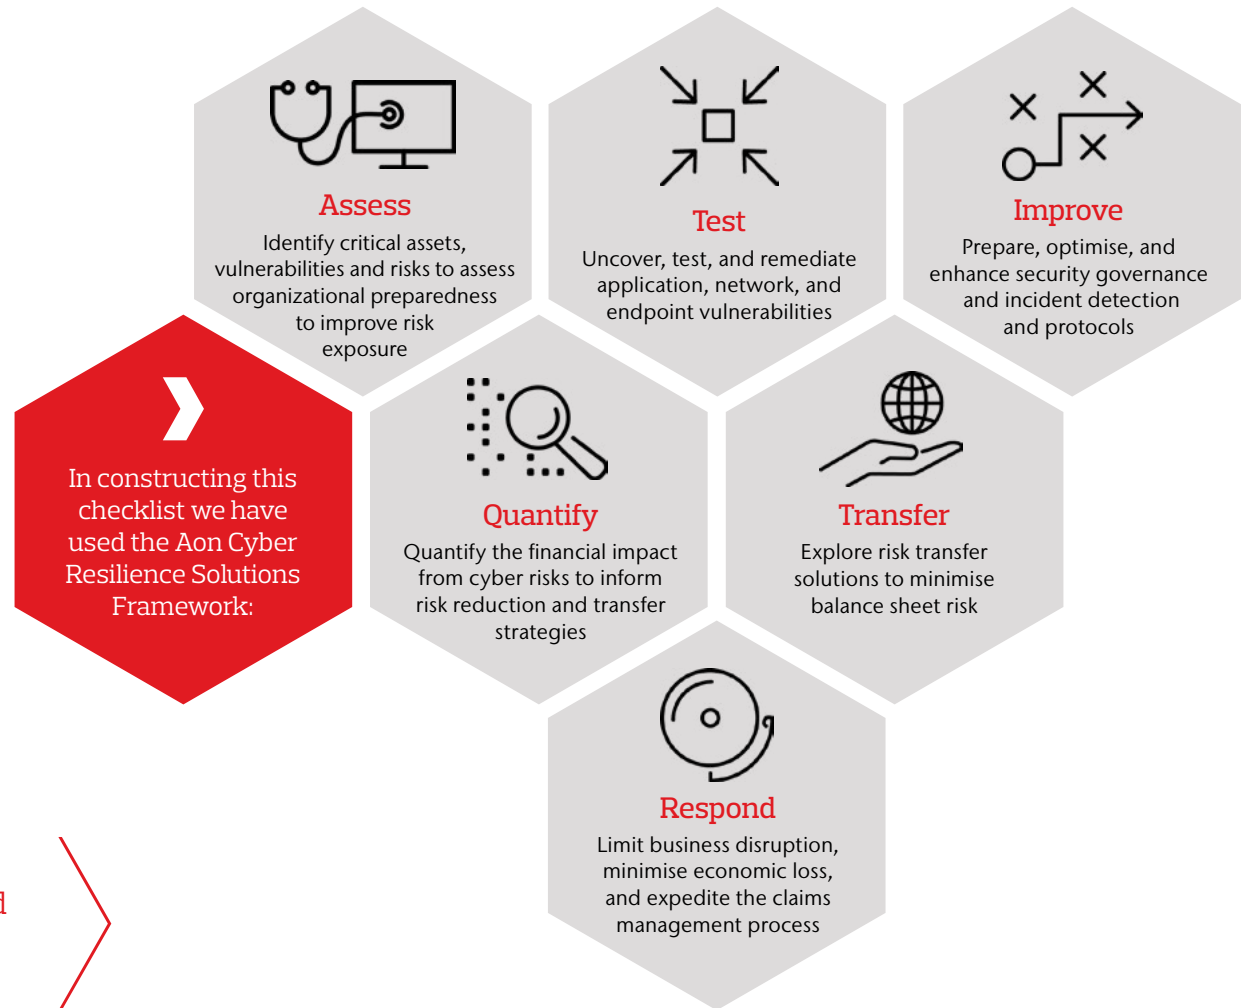 Assess
Identify critical assets,
vulnerabilities and risks to assess
organizational preparedness
to improve risk
exposure
Test
Uncover, test, and remediate
application, network, and
endpoint vulnerabilities
Improve
Prepare, optimise, and
enhance security governance
and incident detection
and protocols
In constructing this
checklist we have
used the Aon Cyber
Resilience Solutions
Framework:
Quantify
Quantify the financial impact
from cyber risks to inform
risk reduction and transfer
strategies
Transfer
Explore risk transfer
solutions to minimise
balance sheet risk
Respond
Limit business disruption,
minimise economic loss,
and expedite the claims
management process